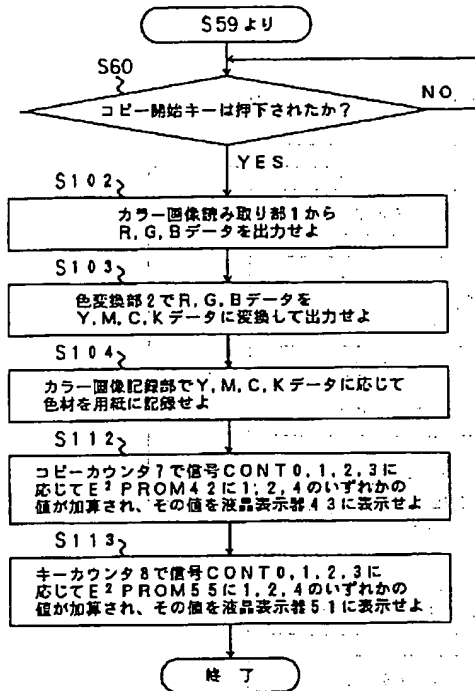 S59より
S60
コピー開始キーは押下されたか?
NO
YES
S102
カラー画像読み取り部1から
R,G,Bデータを出力せよ
S103
色変換部2でR,G,Bデータを
Y,M,C,Kデータに変換して出力せよ
S104
カラー画像記録部でY,M,C,Kデータに応じて
色材を用紙に記録せよ
S112
コピーカウンタ7で信号CONT0,1,2,3に
応じてE²PROM42に1,2,4のいずれかの
値が加算され、その値を液晶表示器43に表示せよ
S113
キーカウンタ8で信号CONT0,1,2,3に
応じてE²PROM55に1,2,4のいずれかの
値が加算され、その値を液晶表示器51に表示せよ
終了